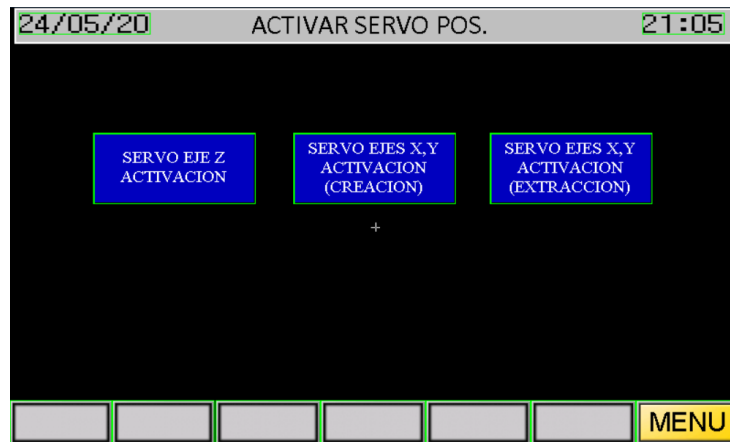 24/05/20 ACTIVAR SERVO POS. 21:05
SERVO EJE Z
ACTIVACION
SERVO EJES X,Y
ACTIVACION
(CREACION)
SERVO EJES X,Y
ACTIVACION
(EXTRACCION)
MENU